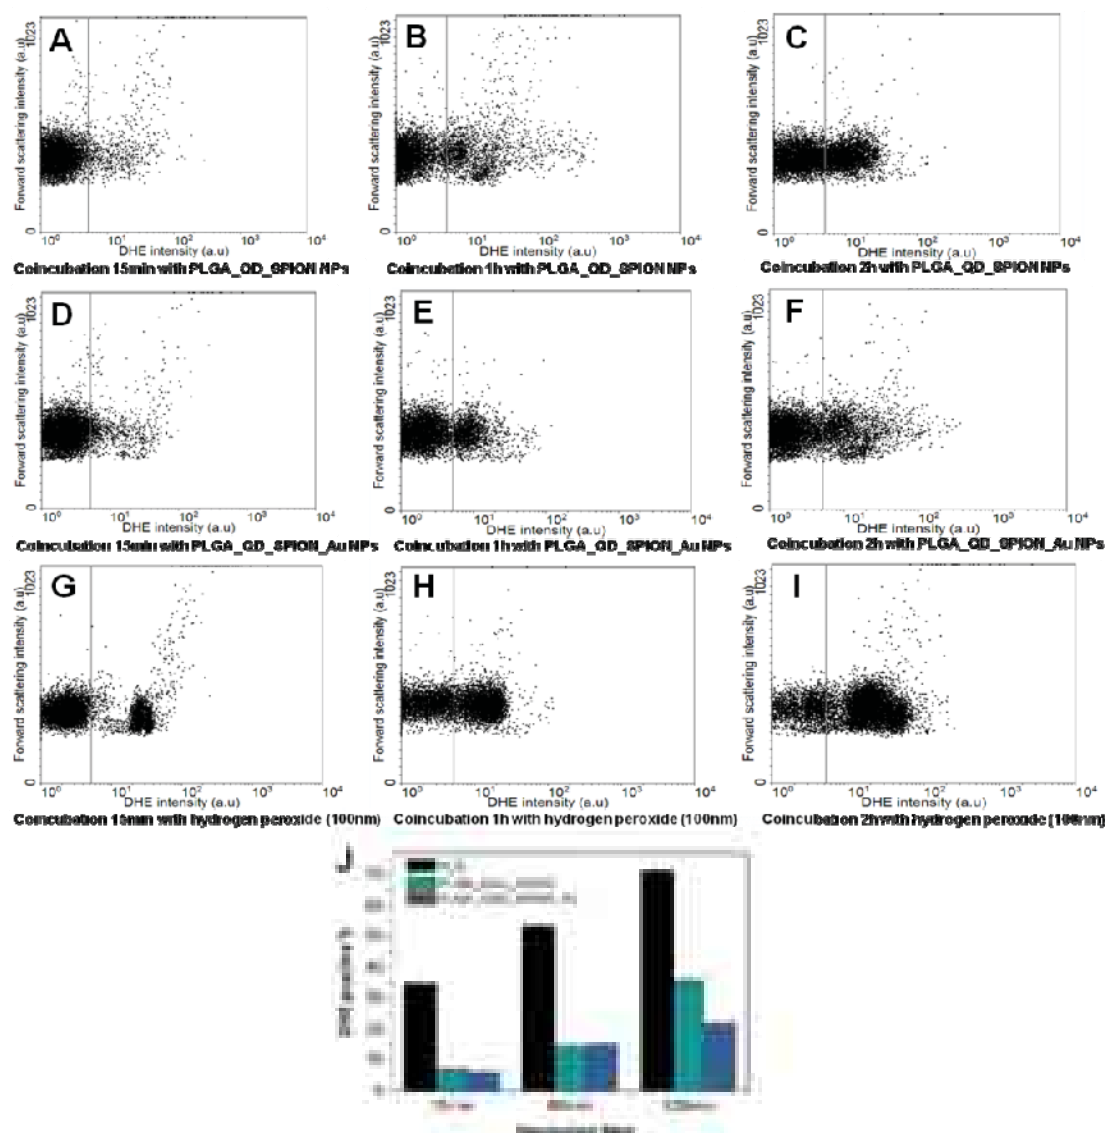 A
1023
Forward scattering intensity (a.u)
0
10⁰ 10¹ 10² 10³ 10⁴
DHE intensity (a.u)
Coincubation 15min with PLGA_QD_SPION NPs
B
1023
Forward scattering intensity (a.u)
0
10⁰ 10¹ 10² 10³ 10⁴
DHE intensity (a.u)
Coincubation 1h with PLGA_QD_SPION NPs
C
1023
Forward scattering intensity (a.u)
0
10⁰ 10¹ 10² 10³ 10⁴
DHE intensity (a.u)
Coincubation 2h with PLGA_QD_SPION NPs
D
1023
Forward scattering intensity (a.u)
0
10⁰ 10¹ 10² 10³ 10⁴
DHE intensity (a.u)
Coincubation 15min with PLGA_QD_SPION_Au NPs
E
1023
Forward scattering intensity (a.u)
0
10⁰ 10¹ 10² 10³ 10⁴
DHE intensity (a.u)
Coincubation 1h with PLGA_QD_SPION_Au NPs
F
1023
Forward scattering intensity (a.u)
0
10⁰ 10¹ 10² 10³ 10⁴
DHE intensity (a.u)
Coincubation 2h with PLGA_QD_SPION_Au NPs
G
1023
Forward scattering intensity (a.u)
0
10⁰ 10¹ 10² 10³ 10⁴
DHE intensity (a.u)
Coincubation 15min with hydrogen peroxide (100nm)
H
1023
Forward scattering intensity (a.u)
0
10⁰ 10¹ 10² 10³ 10⁴
DHE intensity (a.u)
Coincubation 1h with hydrogen peroxide (100nm)
I
1023
Forward scattering intensity (a.u)
0
10⁰ 10¹ 10² 10³ 10⁴
DHE intensity (a.u)
Coincubation 2h with hydrogen peroxide (100nm)
J